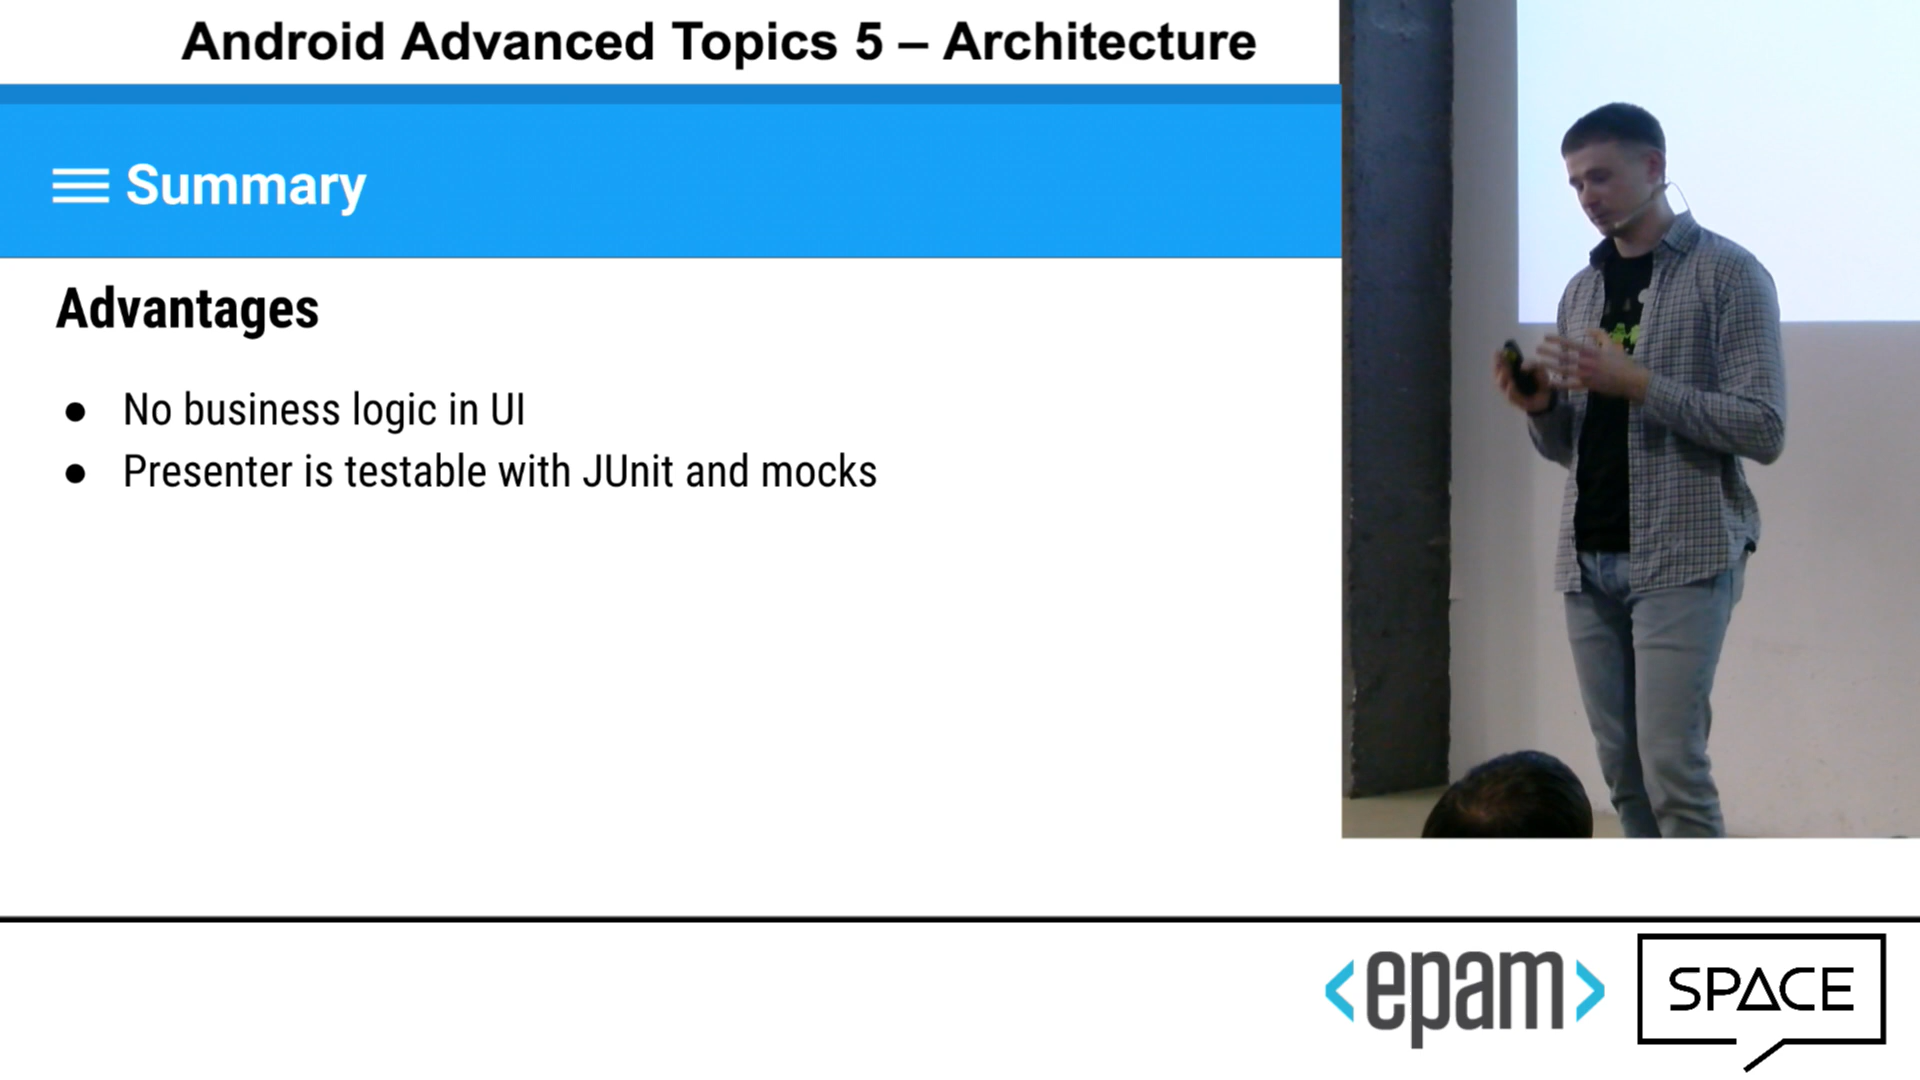 Android Advanced Topics 5 – Architecture
Summary
Advantages
● No business logic in UI
● Presenter is testable with JUnit and mocks
<epam>
SPACE